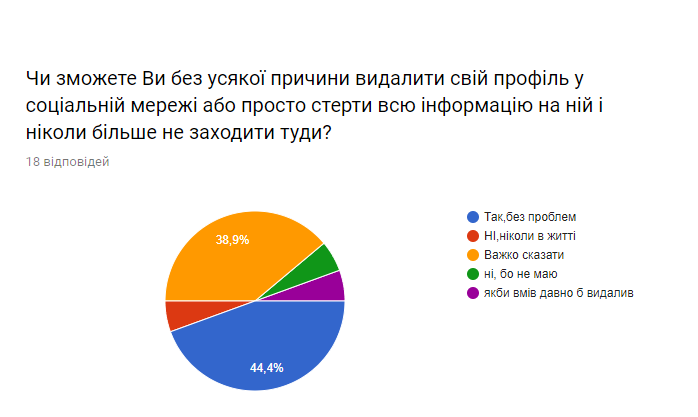 Чи зможете Ви без усякої причини видалити свій профіль у
соціальній мережі або просто стерти всю інформацію на ній і
ніколи більше не заходити туди?
18 відповідей
38,9%
44,4%
Так,без проблем
НІ,ніколи в житті
Важко сказати
ні, бо не маю
якби вмів давно б видалив